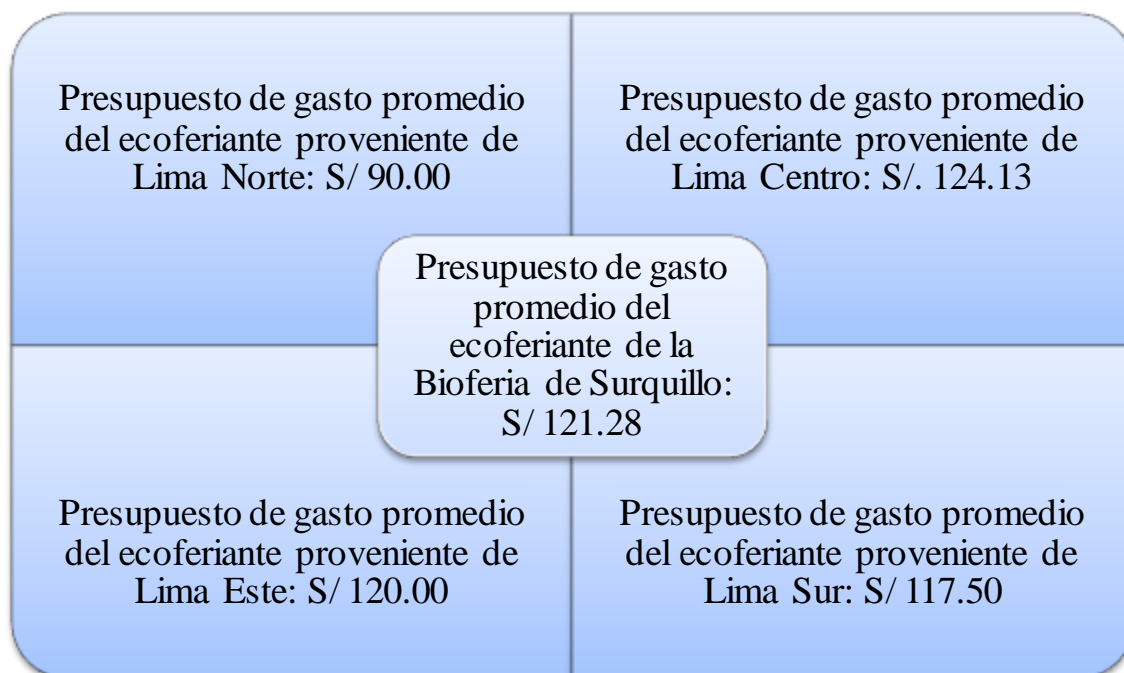 Presupuesto de gasto promedio
del ecoferiante proveniente de
Lima Norte: S/ 90.00
Presupuesto de gasto promedio
del ecoferiante proveniente de
Lima Centro: S/. 124.13
Presupuesto de gasto
promedio del
ecoferiante de la
Bioferia de Surquillo:
S/ 121.28
Presupuesto de gasto promedio
del ecoferiante proveniente de
Lima Este: S/ 120.00
Presupuesto de gasto promedio
del ecoferiante proveniente de
Lima Sur: S/ 117.50